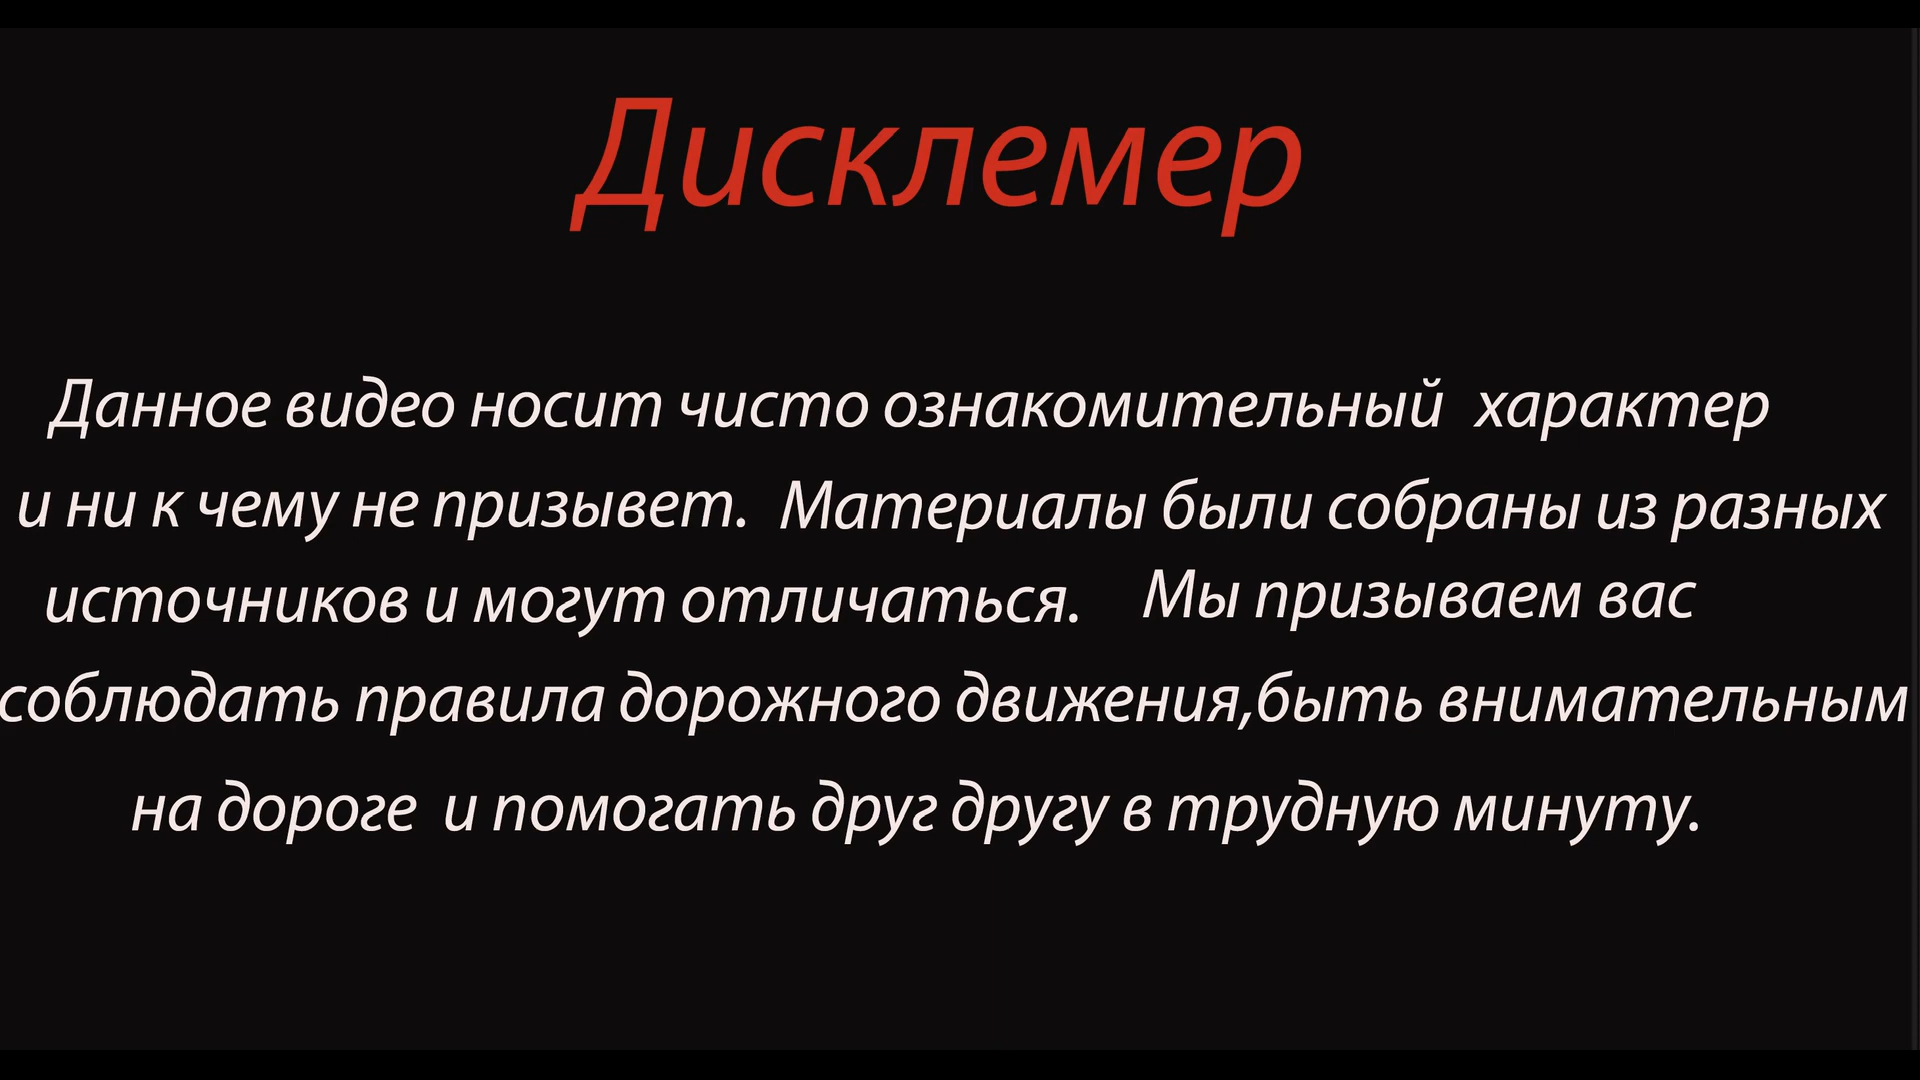 Дисклемер
Данное видео носит чисто ознакомительный характер
и ни к чему не призывет. Материалы были собраны из разных
источников и могут отличаться. Мы призываем вас
соблюдать правила дорожного движения,быть внимательным
на дороге и помогать друг другу в трудную минуту.